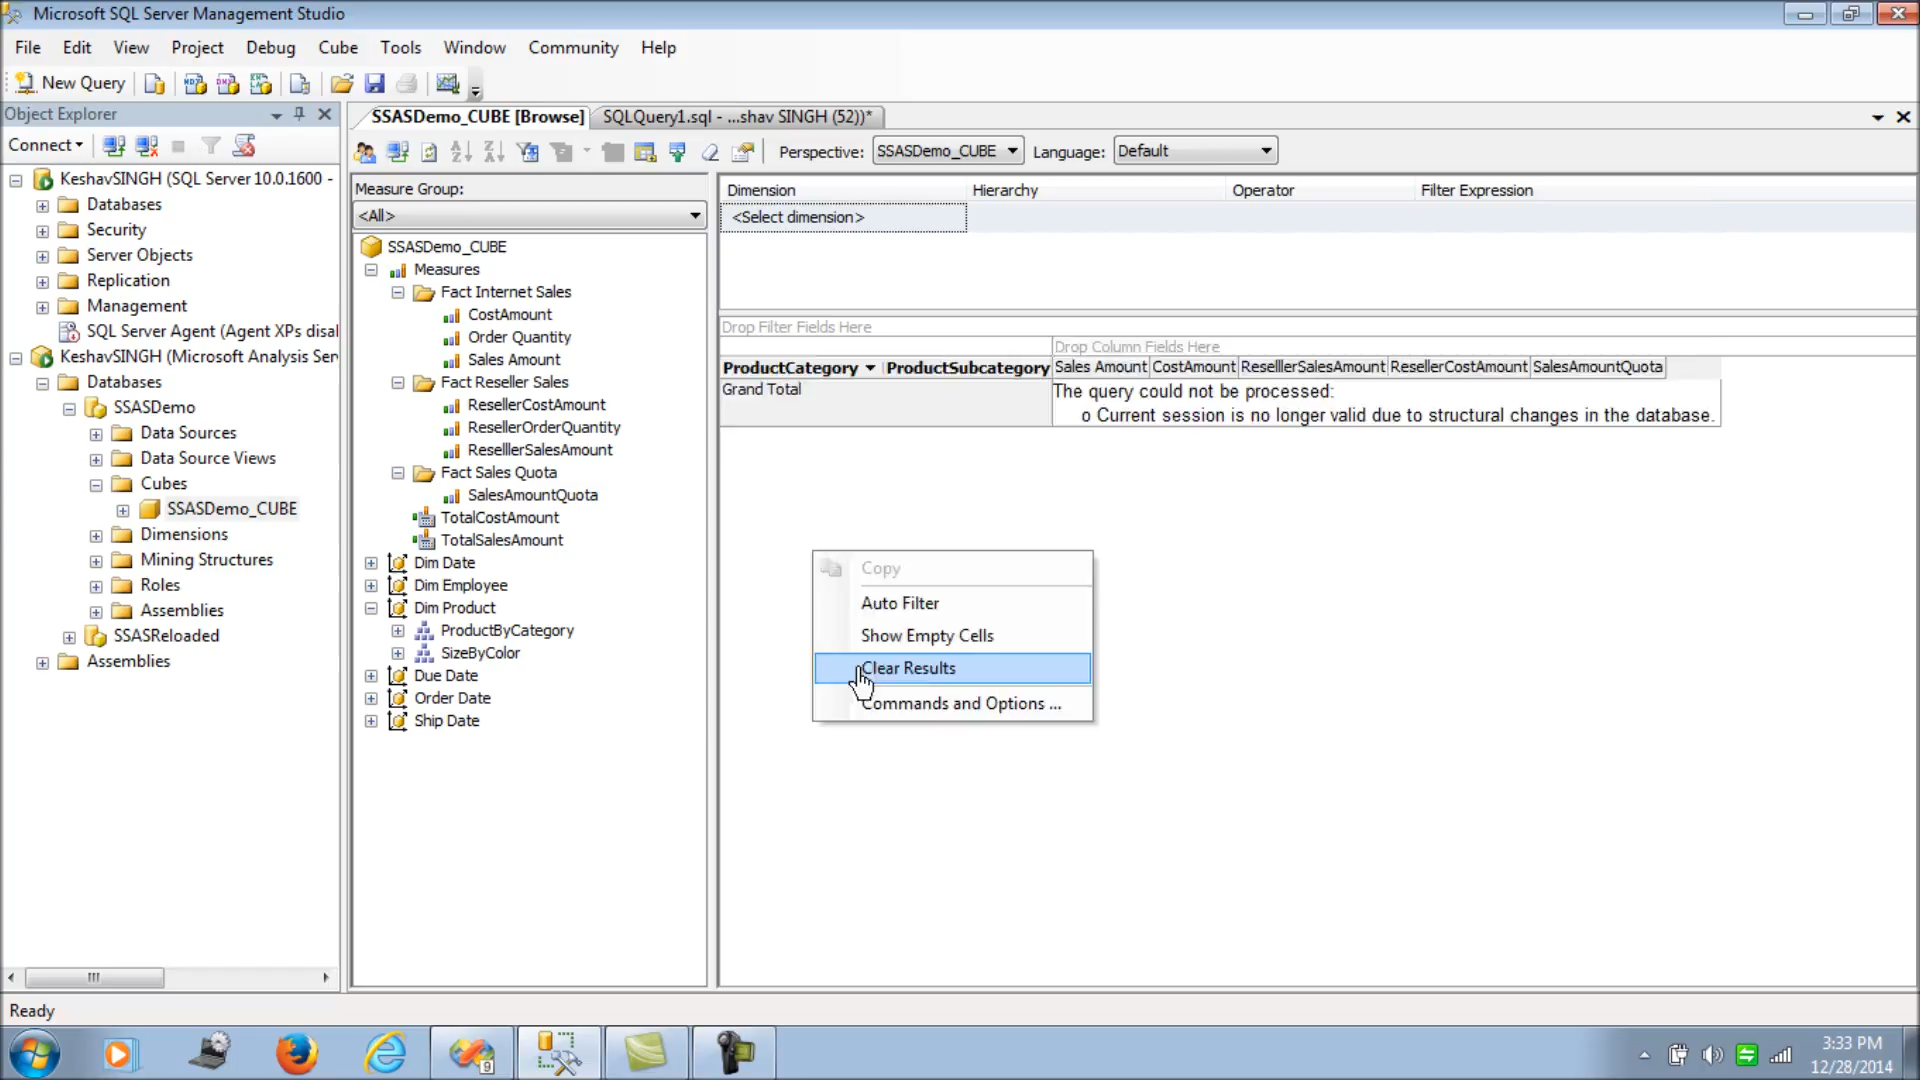 Microsoft SQL Server Management Studio
File Edit View Project Debug Cube Tools Window Community Help
New Query
Object Explorer
Connect
KeshavSINGH (SQL Server 10.0.1600 -
Databases
Security
Server Objects
Replication
Management
SQL Server Agent (Agent XPs disal
KeshavSINGH (Microsoft Analysis Ser
Databases
SSASDemo
Data Sources
Data Source Views
Cubes
SSASDemo_CUBE
Dimensions
Mining Structures
Roles
Assemblies
SSASReloaded
Assemblies
SSASDemo_CUBE [Browse] SQLQuery1.sql - ...shav SINGH (52))*
Perspective: SSASDemo_CUBE Language: Default
Measure Group:
<All>
SSASDemo_CUBE
Measures
Fact Internet Sales
CostAmount
Order Quantity
Sales Amount
Fact Reseller Sales
ResellerCostAmount
ResellerOrderQuantity
ReselllerSalesAmount
Fact Sales Quota
SalesAmountQuota
TotalCostAmount
TotalSalesAmount
Dim Date
Dim Employee
Dim Product
ProductByCategory
SizeByColor
Due Date
Order Date
Ship Date
Dimension Hierarchy Operator Filter Expression
<Select dimension>
Drop Filter Fields Here
Drop Column Fields Here
ProductCategory ProductSubcategory Sales Amount CostAmount ReselllerSalesAmount ResellerCostAmount SalesAmountQuota
Grand Total The query could not be processed:
o Current session is no longer valid due to structural changes in the database.
Copy
Auto Filter
Show Empty Cells
Clear Results
Commands and Options ...
Ready
9
3:33 PM
12/28/2014